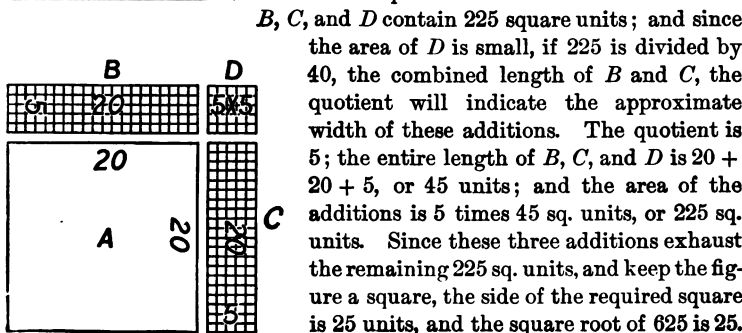 B, C, and D contain 225 square units; and since
the area of D is small, if 225 is divided by
40, the combined length of B and C, the
quotient will indicate the approximate
width of these additions. The quotient is
5; the entire length of B, C, and D is 20 +
20 + 5, or 45 units; and the area of the
additions is 5 times 45 sq. units, or 225 sq.
units. Since these three additions exhaust
the remaining 225 sq. units, and keep the fig-
ure a square, the side of the required square
is 25 units, and the square root of 625 is 25.
B D
5 20 5×5
20
A 20 20 C
5